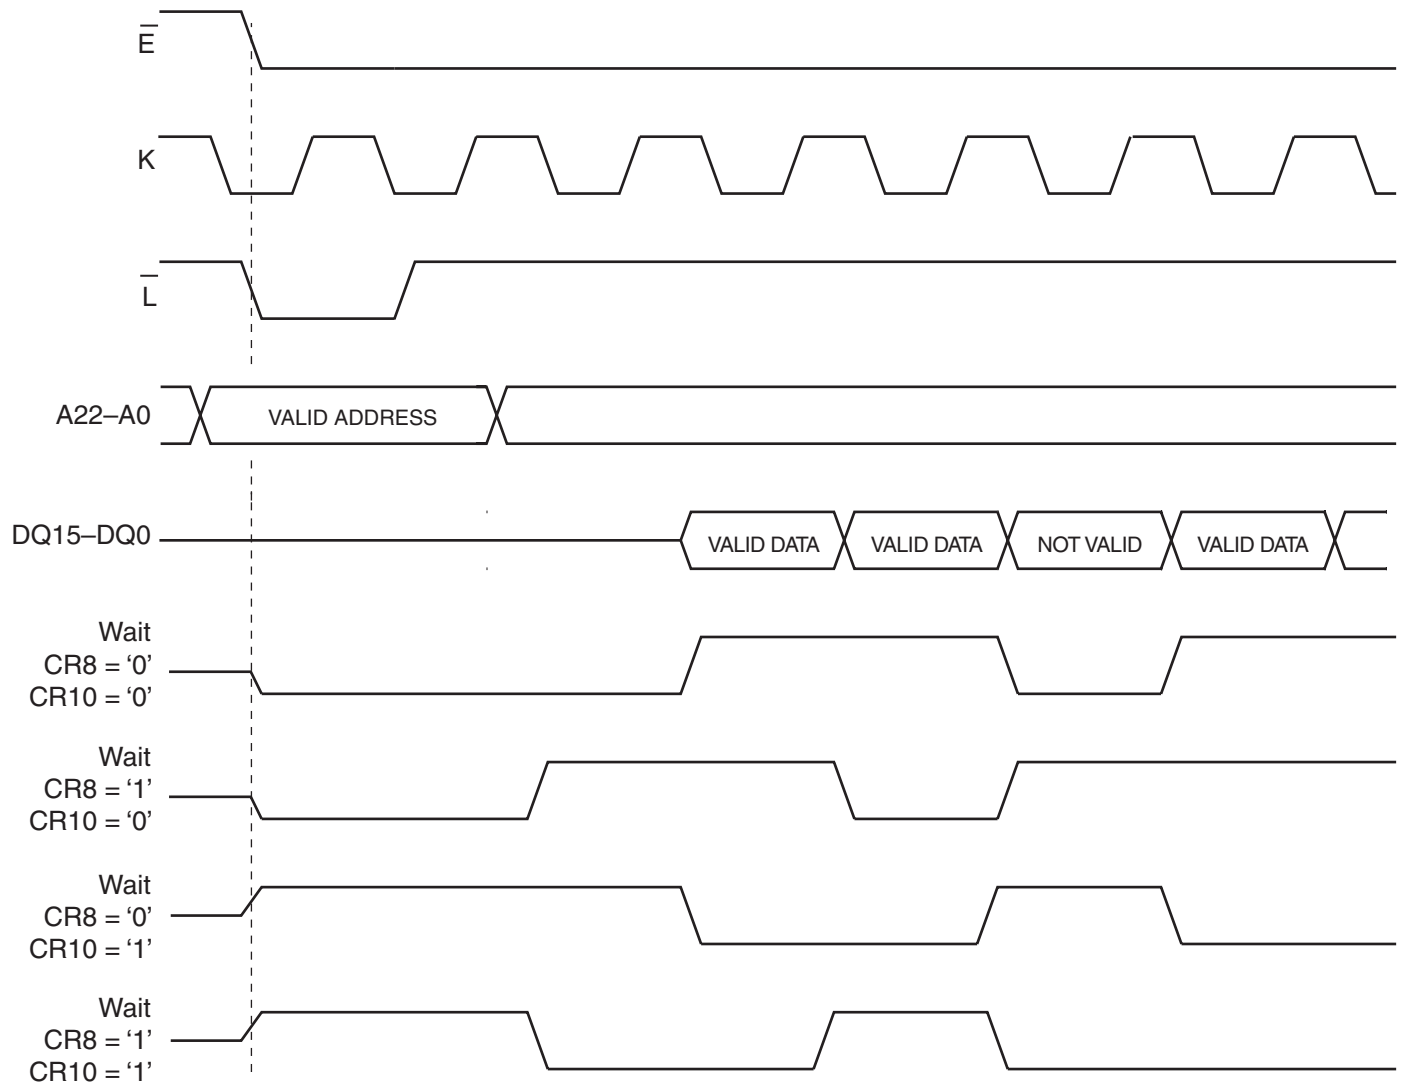 E̅
K
L̅
A22–A0
VALID ADDRESS
DQ15–DQ0
VALID DATA
VALID DATA
NOT VALID
VALID DATA
Wait
CR8 = ‘0’
CR10 = ‘0’
Wait
CR8 = ‘1’
CR10 = ‘0’
Wait
CR8 = ‘0’
CR10 = ‘1’
Wait
CR8 = ‘1’
CR10 = ‘1’